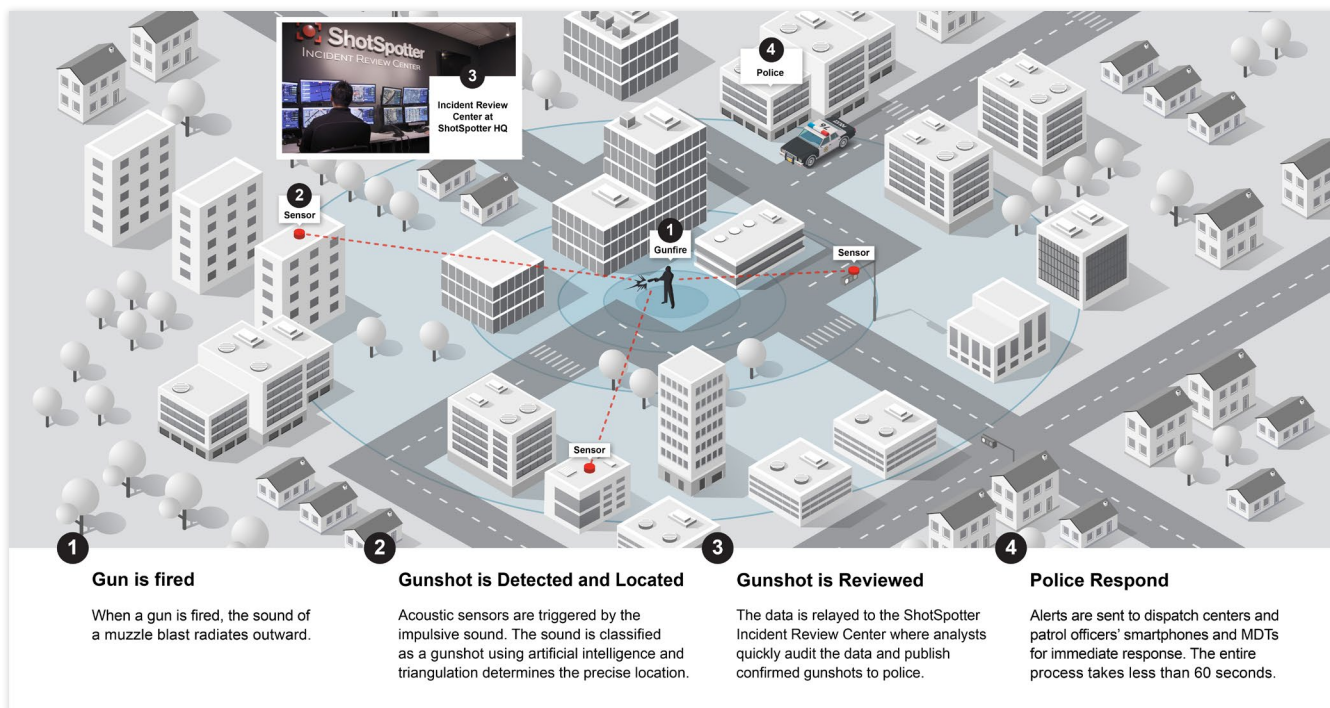 ShotSpotter
INCIDENT REVIEW CENTER
3
Incident Review
Center at
ShotSpotter HQ
4
Police
2
Sensor
1
Gunfire
Sensor
Sensor
1
Gun is fired
When a gun is fired, the sound of
a muzzle blast radiates outward.
2
Gunshot is Detected and Located
Acoustic sensors are triggered by the
impulsive sound. The sound is classified
as a gunshot using artificial intelligence and
triangulation determines the precise location.
3
Gunshot is Reviewed
The data is relayed to the ShotSpotter
Incident Review Center where analysts
quickly audit the data and publish
confirmed gunshots to police.
4
Police Respond
Alerts are sent to dispatch centers and
patrol officers’ smartphones and MDTs
for immediate response. The entire
process takes less than 60 seconds.